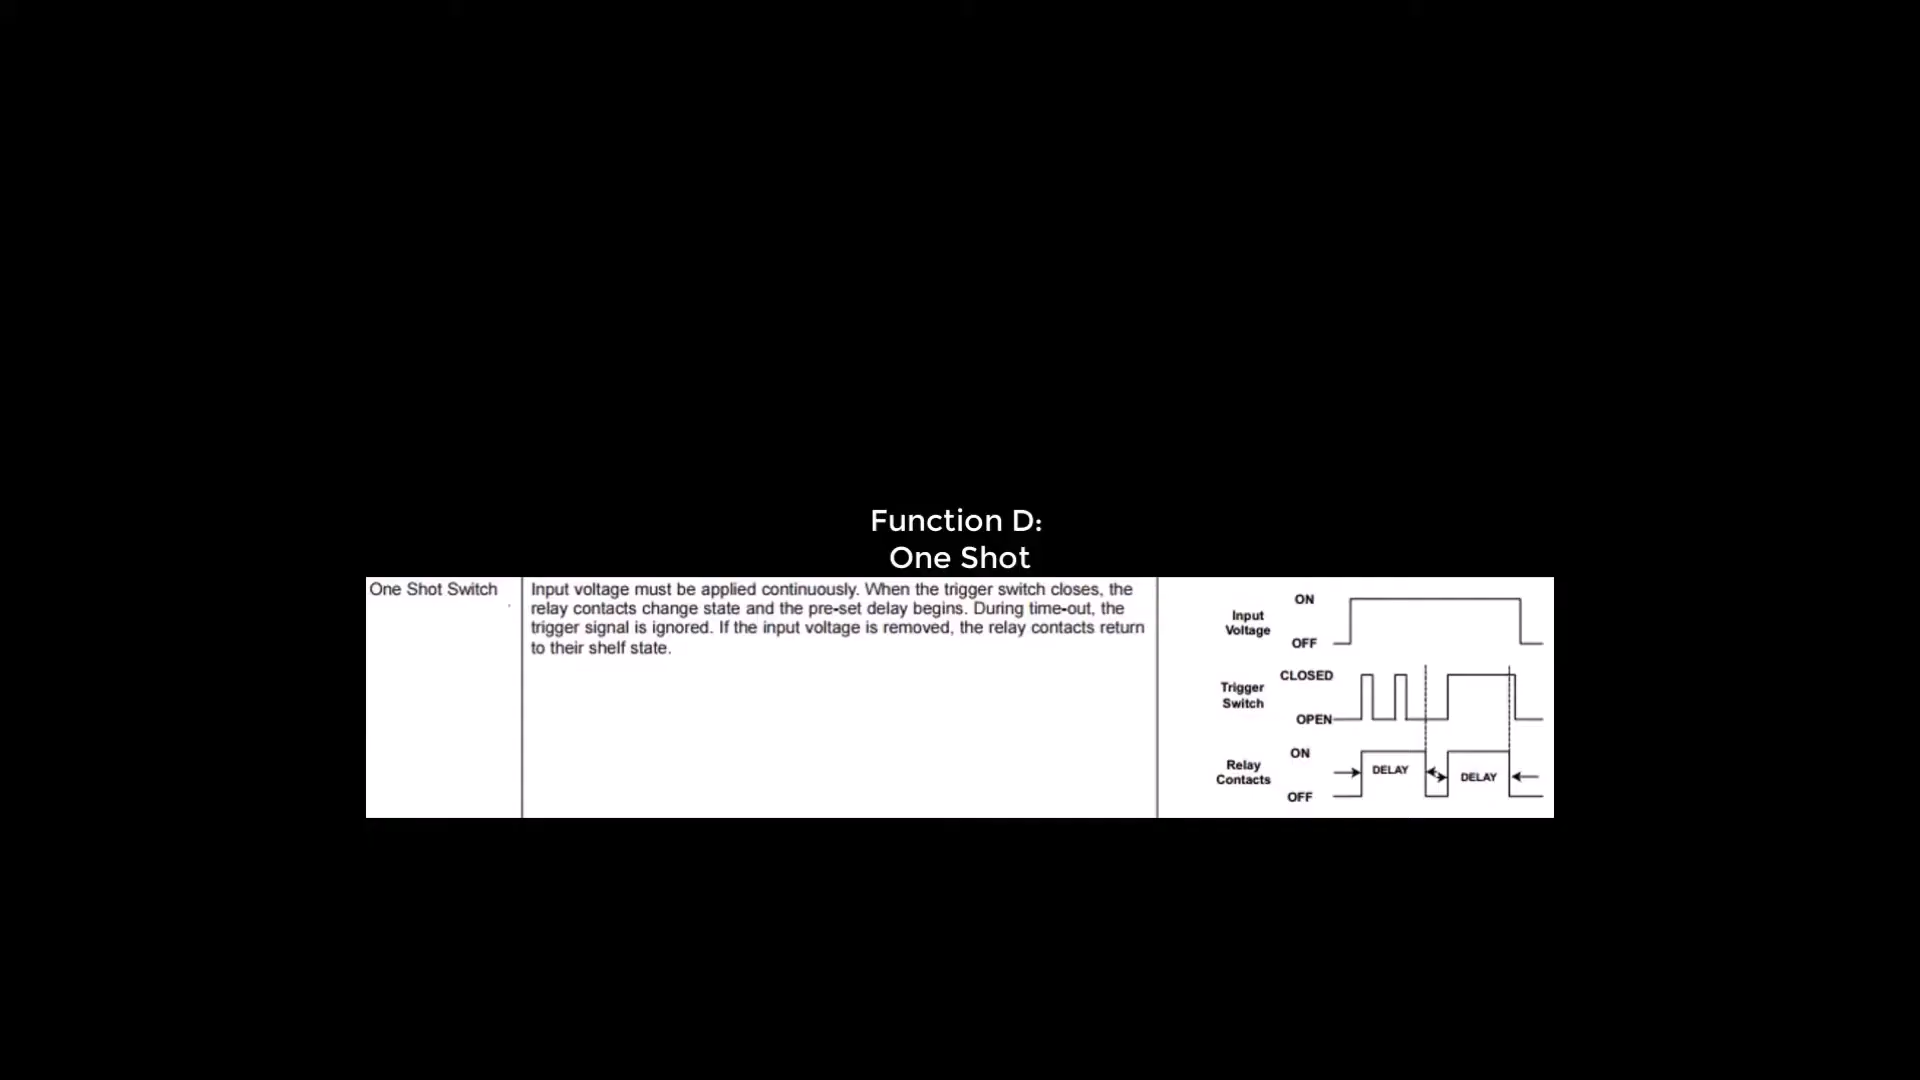 Function D:
One Shot
One Shot Switch
Input voltage must be applied continuously. When the trigger switch closes, the
relay contacts change state and the pre-set delay begins. During time-out, the
trigger signal is ignored. If the input voltage is removed, the relay contacts return
to their shelf state.
Input
Voltage
ON
OFF
Trigger
Switch
CLOSED
OPEN
Relay
Contacts
ON
OFF
DELAY
DELAY